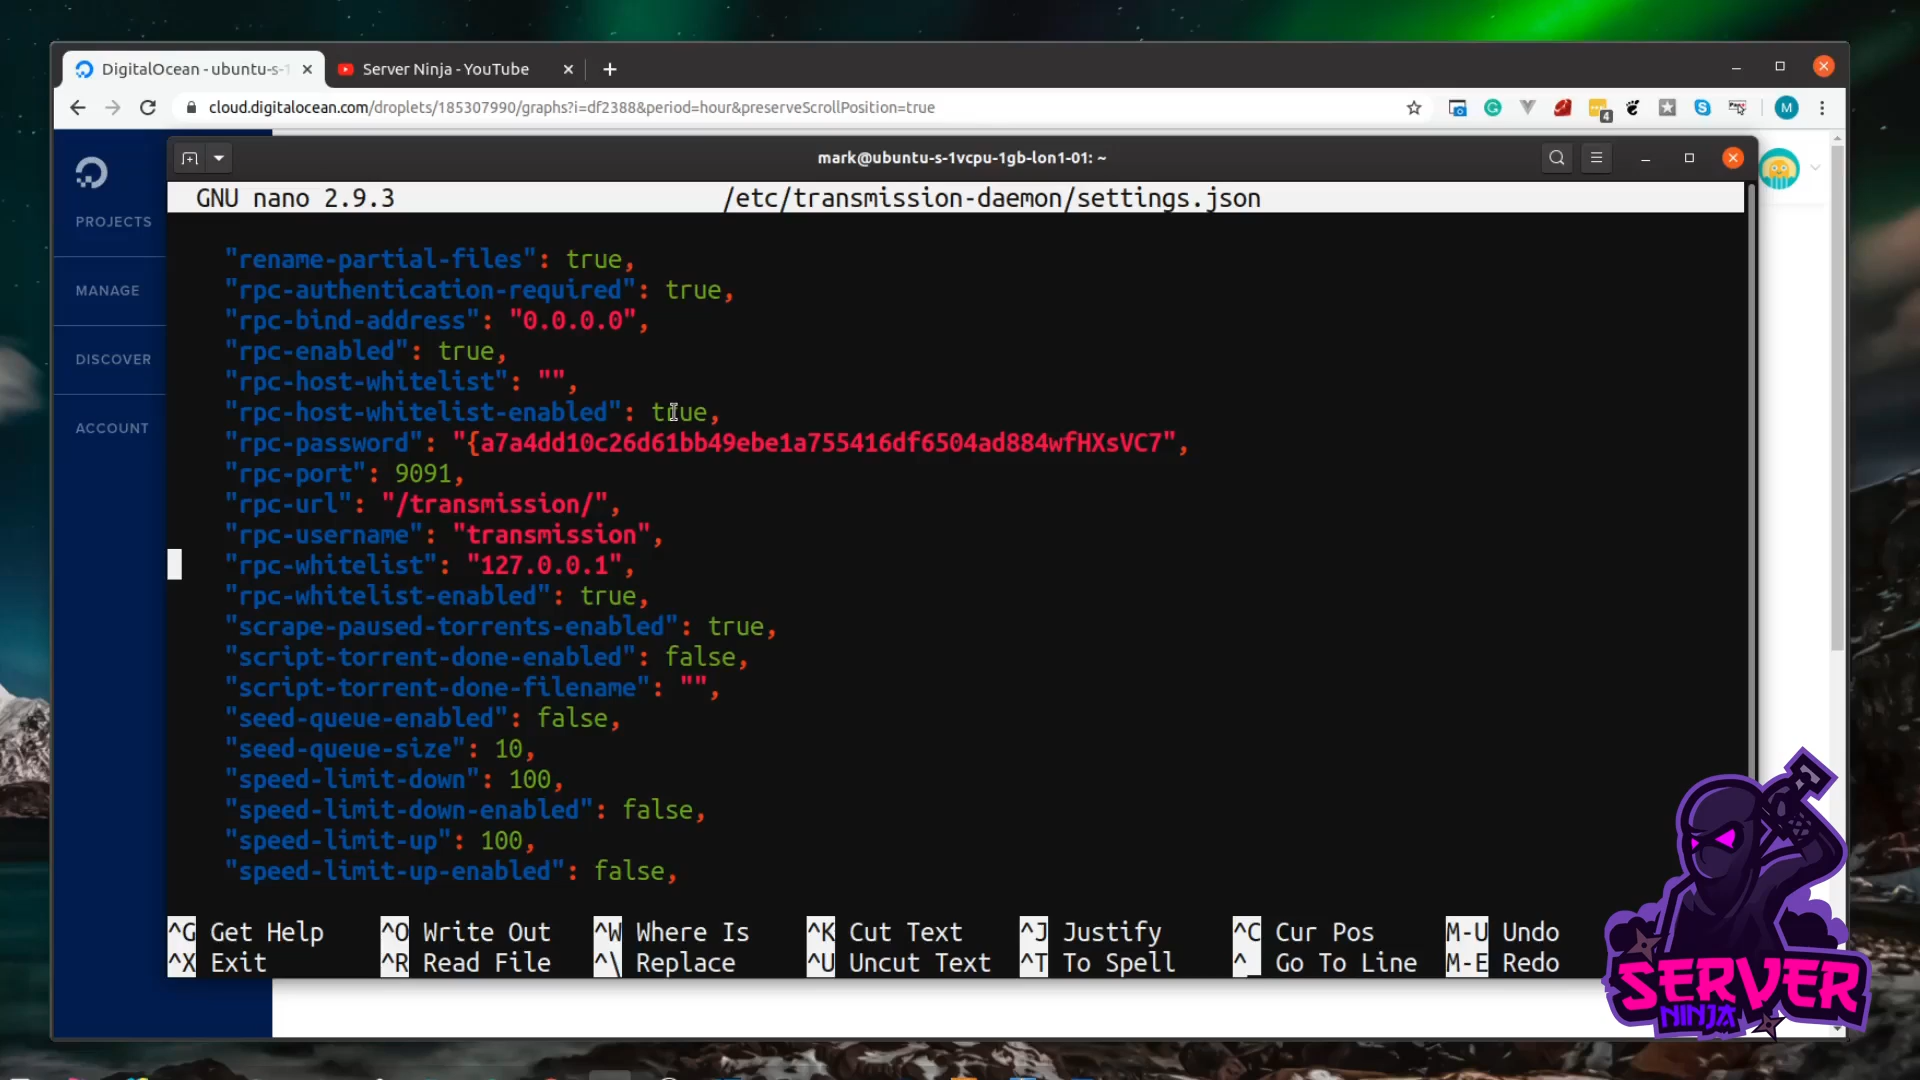 DigitalOcean - ubuntu-s-1
Server Ninja - YouTube
cloud.digitalocean.com/droplets/185307990/graphs?i=df2388&period=hour&preserveScrollPosition=true
4
M
mark@ubuntu-s-1vcpu-1gb-lon1-01: ~
PROJECTS
MANAGE
DISCOVER
ACCOUNT
GNU nano 2.9.3 /etc/transmission-daemon/settings.json
"rename-partial-files": true,
"rpc-authentication-required": true,
"rpc-bind-address": "0.0.0.0",
"rpc-enabled": true,
"rpc-host-whitelist": "",
"rpc-host-whitelist-enabled": true,
"rpc-password": "{a7a4dd10c26d61bb49ebe1a755416df6504ad884wfHXsVC7",
"rpc-port": 9091,
"rpc-url": "/transmission/",
"rpc-username": "transmission",
"rpc-whitelist": "127.0.0.1",
"rpc-whitelist-enabled": true,
"scrape-paused-torrents-enabled": true,
"script-torrent-done-enabled": false,
"script-torrent-done-filename": "",
"seed-queue-enabled": false,
"seed-queue-size": 10,
"speed-limit-down": 100,
"speed-limit-down-enabled": false,
"speed-limit-up": 100,
"speed-limit-up-enabled": false,
^G Get Help ^O Write Out ^W Where Is ^K Cut Text ^J Justify ^C Cur Pos M-U Undo
^X Exit ^R Read File ^\ Replace ^U Uncut Text ^T To Spell ^_ Go To Line M-E Redo
SERVER
NINJA